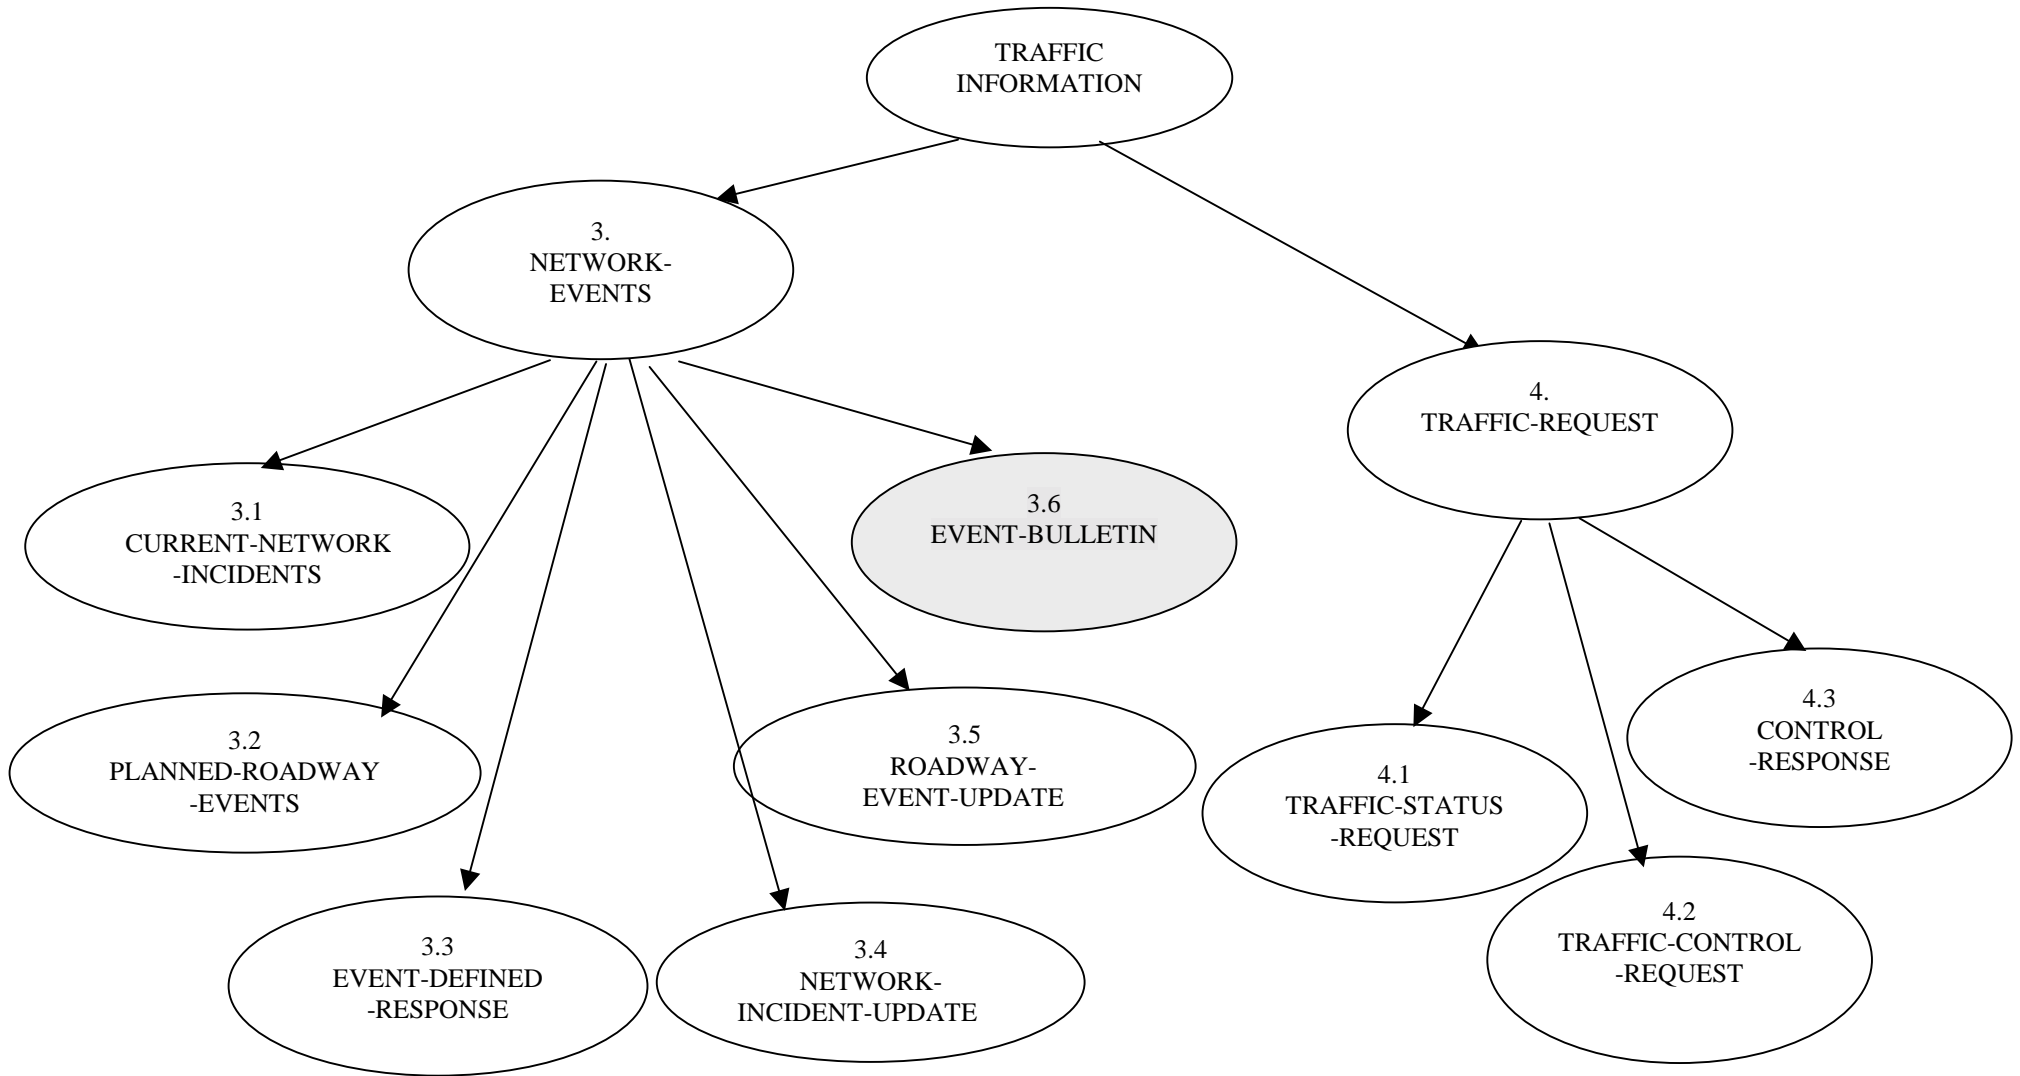 TRAFFIC
INFORMATION
3.
NETWORK-
EVENTS
4.
TRAFFIC-REQUEST
3.1
CURRENT-NETWORK
-INCIDENTS
3.6
EVENT-BULLETIN
3.2
PLANNED-ROADWAY
-EVENTS
3.5
ROADWAY-
EVENT-UPDATE
4.1
TRAFFIC-STATUS
-REQUEST
4.3
CONTROL
-RESPONSE
3.3
EVENT-DEFINED
-RESPONSE
3.4
NETWORK-
INCIDENT-UPDATE
4.2
TRAFFIC-CONTROL
-REQUEST